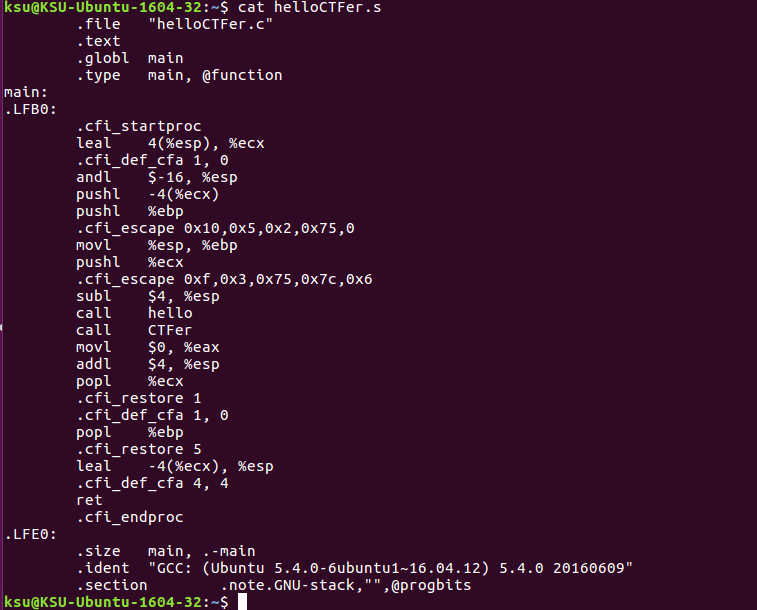 ksu@KSU-Ubuntu-1604-32:~$ cat helloCTFer.s
        .file   "helloCTFer.c"
        .text
        .globl  main
        .type   main, @function
main:
.LFB0:
        .cfi_startproc
        leal    4(%esp), %ecx
        .cfi_def_cfa 1, 0
        andl    $-16, %esp
        pushl   -4(%ecx)
        pushl   %ebp
        .cfi_escape 0x10,0x5,0x2,0x75,0
        movl    %esp, %ebp
        pushl   %ecx
        .cfi_escape 0xf,0x3,0x75,0x7c,0x6
        subl    $4, %esp
        call    hello
        call    CTFer
        movl    $0, %eax
        addl    $4, %esp
        popl    %ecx
        .cfi_restore 1
        .cfi_def_cfa 1, 0
        popl    %ebp
        .cfi_restore 5
        leal    -4(%ecx), %esp
        .cfi_def_cfa 4, 4
        ret
        .cfi_endproc
.LFE0:
        .size   main, .-main
        .ident  "GCC: (Ubuntu 5.4.0-6ubuntu1~16.04.12) 5.4.0 20160609"
        .section        .note.GNU-stack,"",@progbits
ksu@KSU-Ubuntu-1604-32:~$